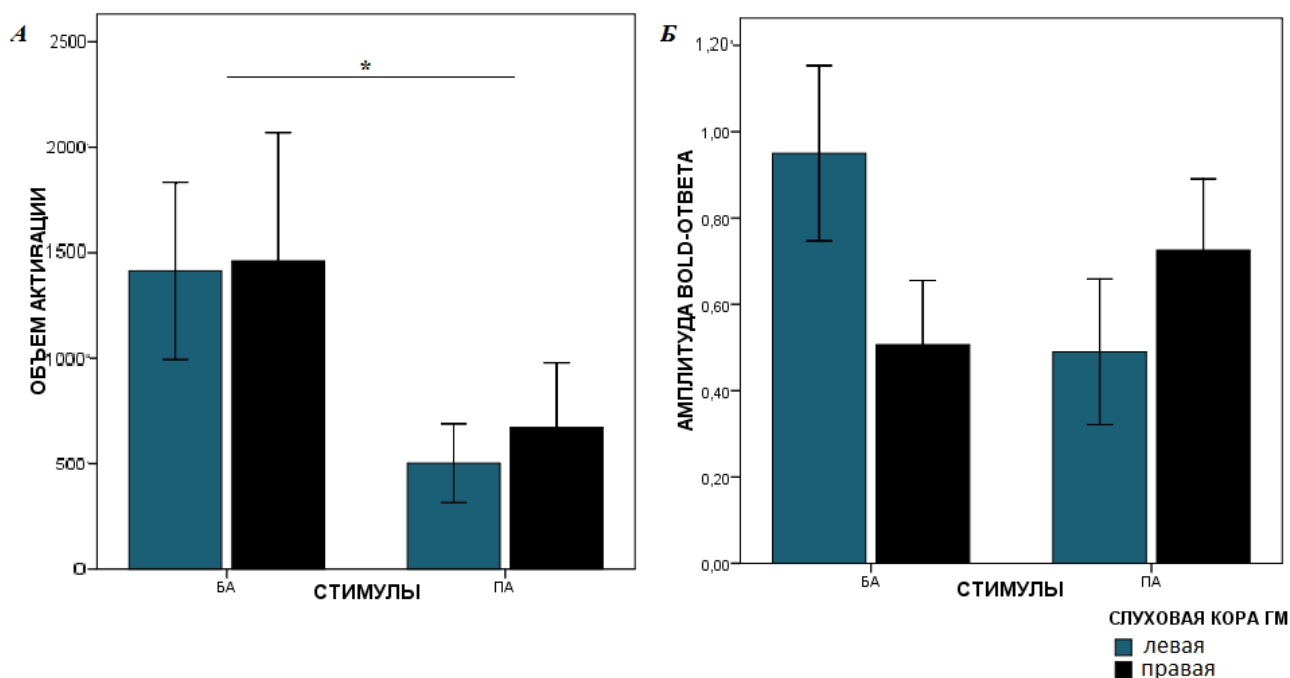 А
2500
2000
1500
1000
500
0
ОБЪЕМ АКТИВАЦИИ
*
БА
ПА
СТИМУЛЫ
Б
1,20
1,00
0,80
0,60
0,40
0,20
0,00
АМПЛИТУДА BOLD-ОТВЕТА
БА
ПА
СТИМУЛЫ
СЛУХОВАЯ КОРА ГМ
левая
правая